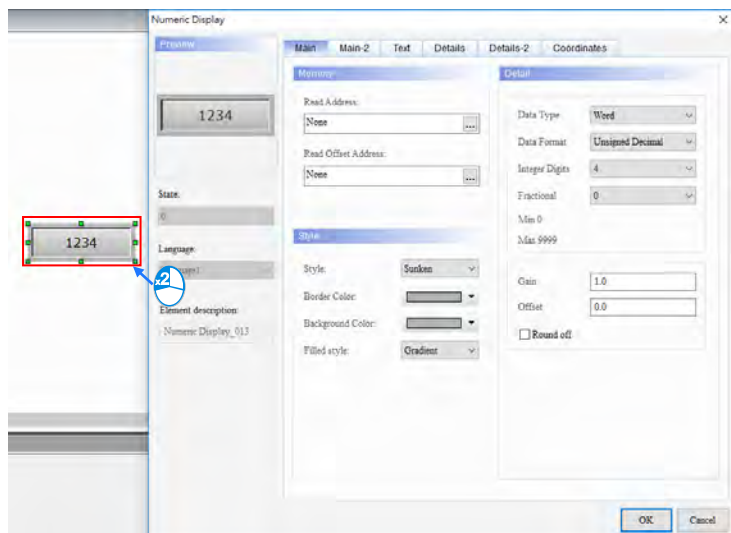 Numeric Display
Preview
1234
State:
0
Language:
Element description:
Numeric Display_013
Main
Main-2
Text
Details
Details-2
Coordinates
Memory
Read Address:
None
...
Read Offset Address:
None
...
Style
Style:
Sunken
Border Color:
Background Color:
Filled style:
Gradient
Detail
Data Type
Word
Data Format
Unsigned Decimal
Integer Digits
4
Fractional
0
Min 0
Max 9999
Gain
1.0
Offset
0.0
Round off
OK
Cancel
1234
x2